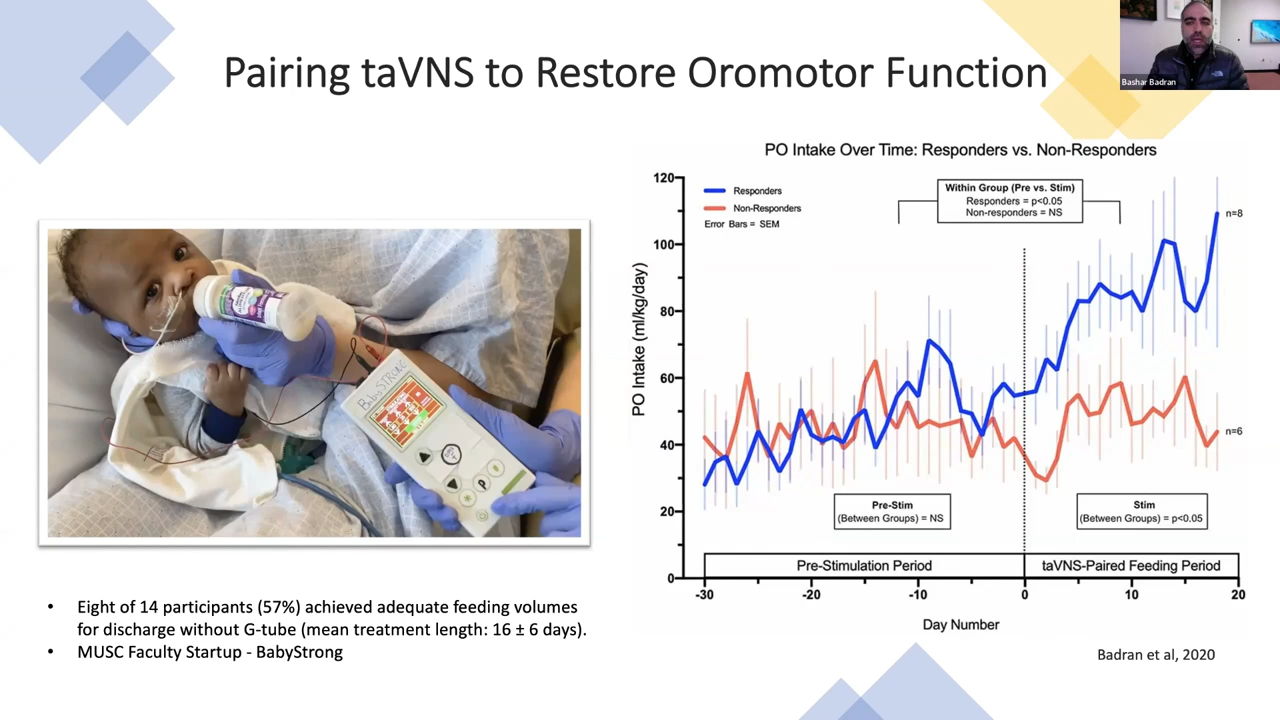 Pairing taVNS to Restore Oromotor Function
Bashar Badran
BabySTRONG
PO Intake Over Time: Responders vs. Non-Responders
Responders
Non-Responders
Error Bars = SEM
Within Group (Pre vs. Stim)
Responders = p<0.05
Non-responders = NS
n=8
n=6
PO Intake (ml/kg/day)
120
100
80
60
40
20
0
Pre-Stim
(Between Groups) = NS
Stim
(Between Groups) = p<0.05
Pre-Stimulation Period
taVNS-Paired Feeding Period
-30
-20
-10
0
10
20
Day Number
• Eight of 14 participants (57%) achieved adequate feeding volumes
for discharge without G-tube (mean treatment length: 16 ± 6 days).
• MUSC Faculty Startup - BabyStrong
Badran et al, 2020